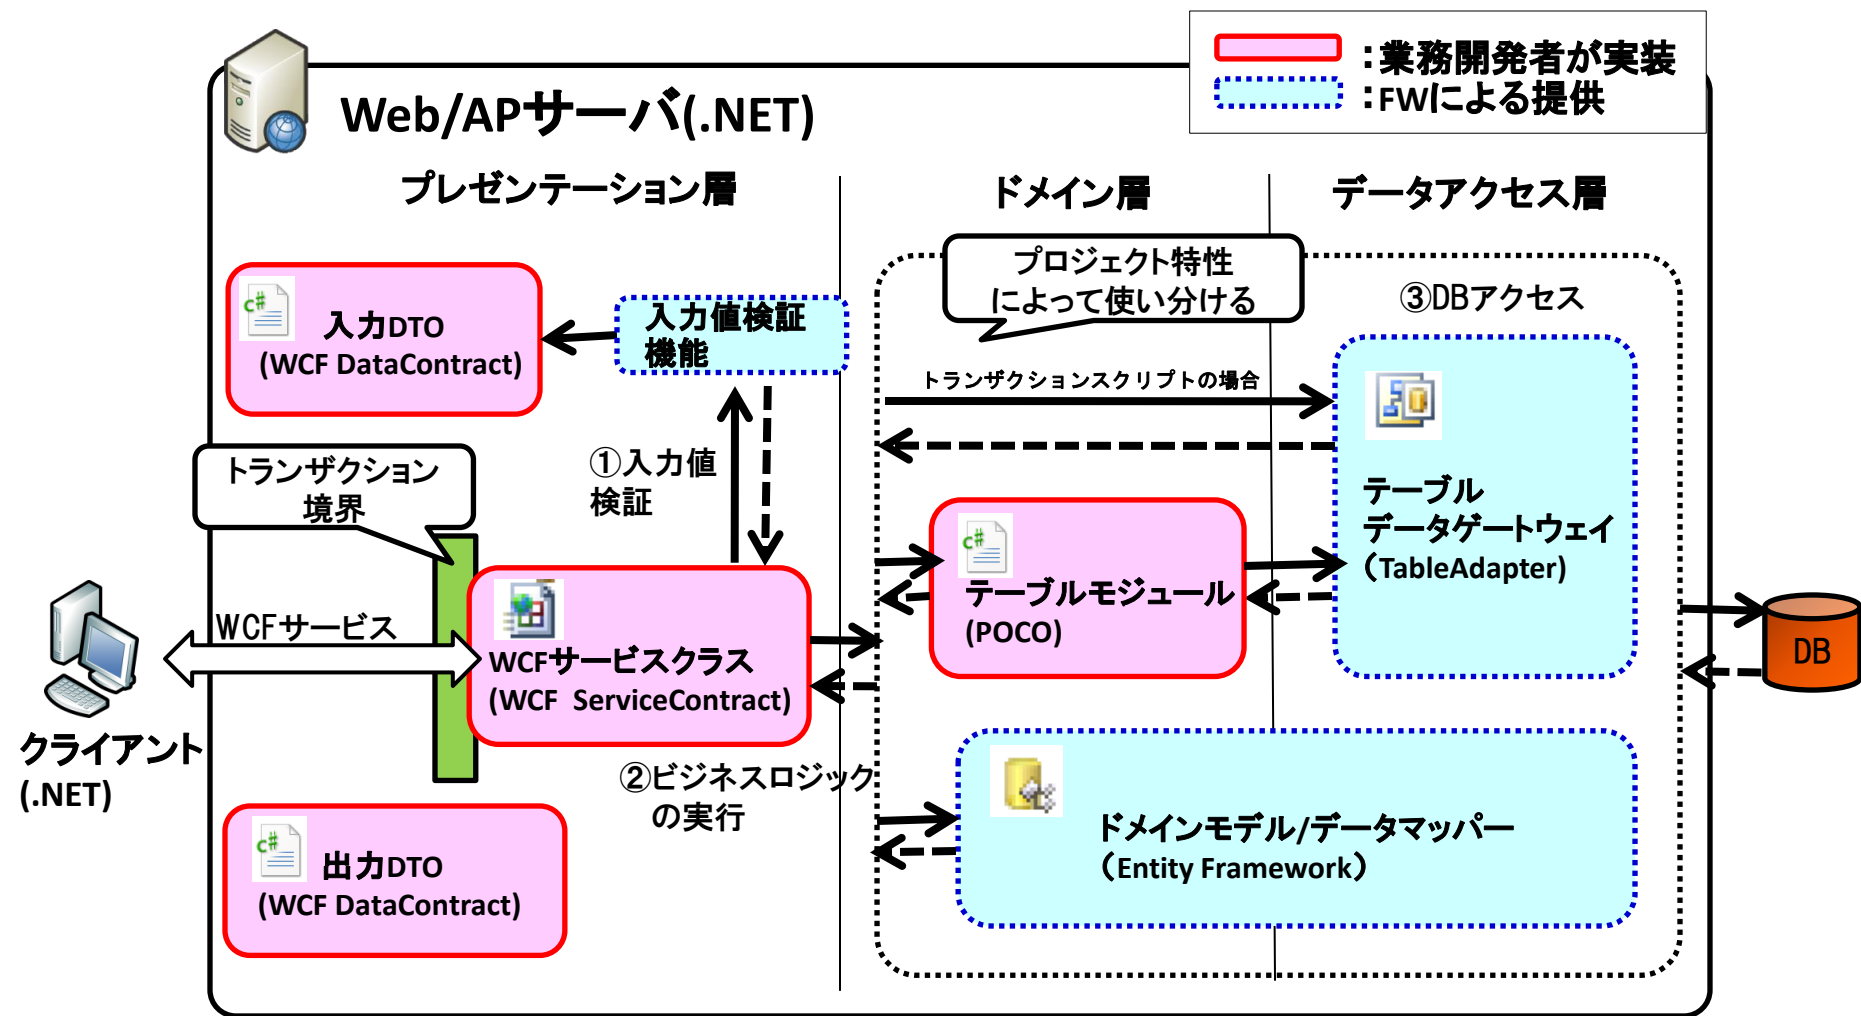 ：業務開発者が実装
：FWによる提供
Web/APサーバ(.NET)
プレゼンテーション層
ドメイン層
データアクセス層
入力DTO
(WCF DataContract)
入力値検証
機能
プロジェクト特性
によって使い分ける
③DBアクセス
トランザクションスクリプトの場合
①入力値
検証
トランザクション
境界
テーブル
データゲートウェイ
（TableAdapter)
テーブルモジュール
(POCO)
WCFサービス
WCFサービスクラス
(WCF ServiceContract)
DB
クライアント
(.NET)
②ビジネスロジック
の実行
ドメインモデル/データマッパー
（Entity Framework）
出力DTO
(WCF DataContract)
C#
C#
C#